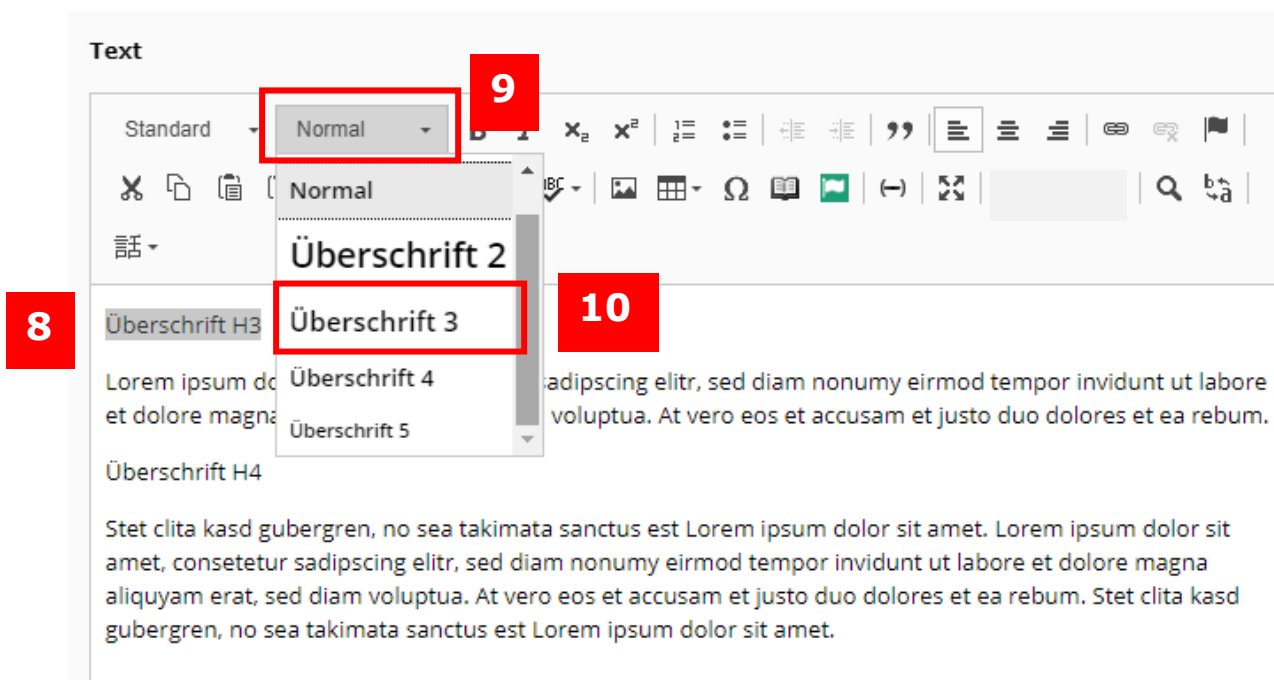 Text
9
Standard
Normal
B I x₂ x²
Normal
Ω
b a
話
Überschrift 2
8
Überschrift H3
Überschrift 3
10
Lorem ipsum
Überschrift 4
sadipscing elitr, sed diam nonumy eirmod tempor invidunt ut labore
et dolore magna
voluptua. At vero eos et accusam et justo duo dolores et ea rebum.
Überschrift 5
Überschrift H4
Stet clita kasd gubergren, no sea takimata sanctus est Lorem ipsum dolor sit amet. Lorem ipsum dolor sit
amet, consetetur sadipscing elitr, sed diam nonumy eirmod tempor invidunt ut labore et dolore magna
aliquyam erat, sed diam voluptua. At vero eos et accusam et justo duo dolores et ea rebum. Stet clita kasd
gubergren, no sea takimata sanctus est Lorem ipsum dolor sit amet.